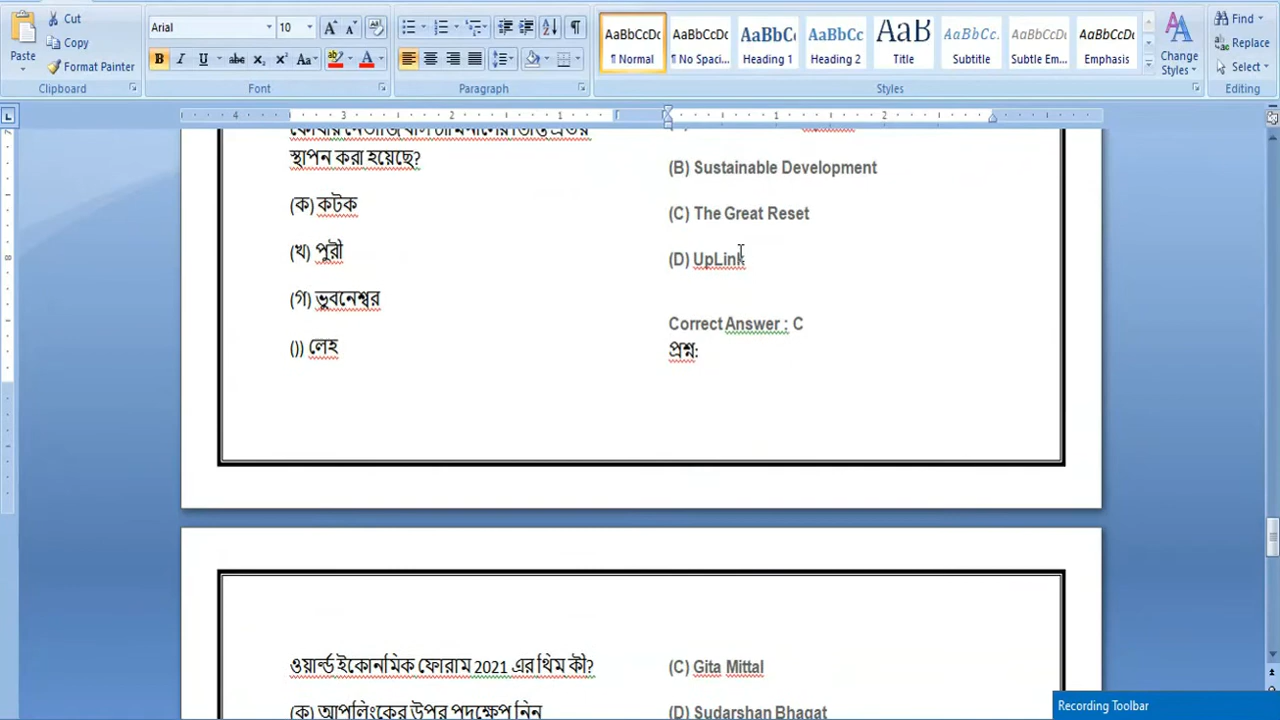 Cut
Copy
Format Painter
Paste
Clipboard
Arial
10
Font
Paragraph
AaBbCcDc
¶ Normal
AaBbCcDc
¶ No Spaci...
AaBbCc
Heading 1
AaBbCc
Heading 2
AaB
Title
AaBbCc.
Subtitle
AaBbCcDc
Subtle Em...
AaBbCcDc
Emphasis
Change
Styles
Styles
Find
Replace
Select
Editing
স্থাপন করা হয়েছে?
(ক) কটক
(খ) পুরী
(গ) ভুবনেশ্বর
()) লেহ
(B) Sustainable Development
(C) The Great Reset
(D) UpLink
Correct Answer : C
প্রশ্ন:
ওয়ার্ল্ড ইকোনমিক ফোরাম 2021 এর থিম কী?
(ক) আপলিংকের উপর পদক্ষেপ নিন
(C) Gita Mittal
(D) Sudarshan Bhagat
Recording Toolbar